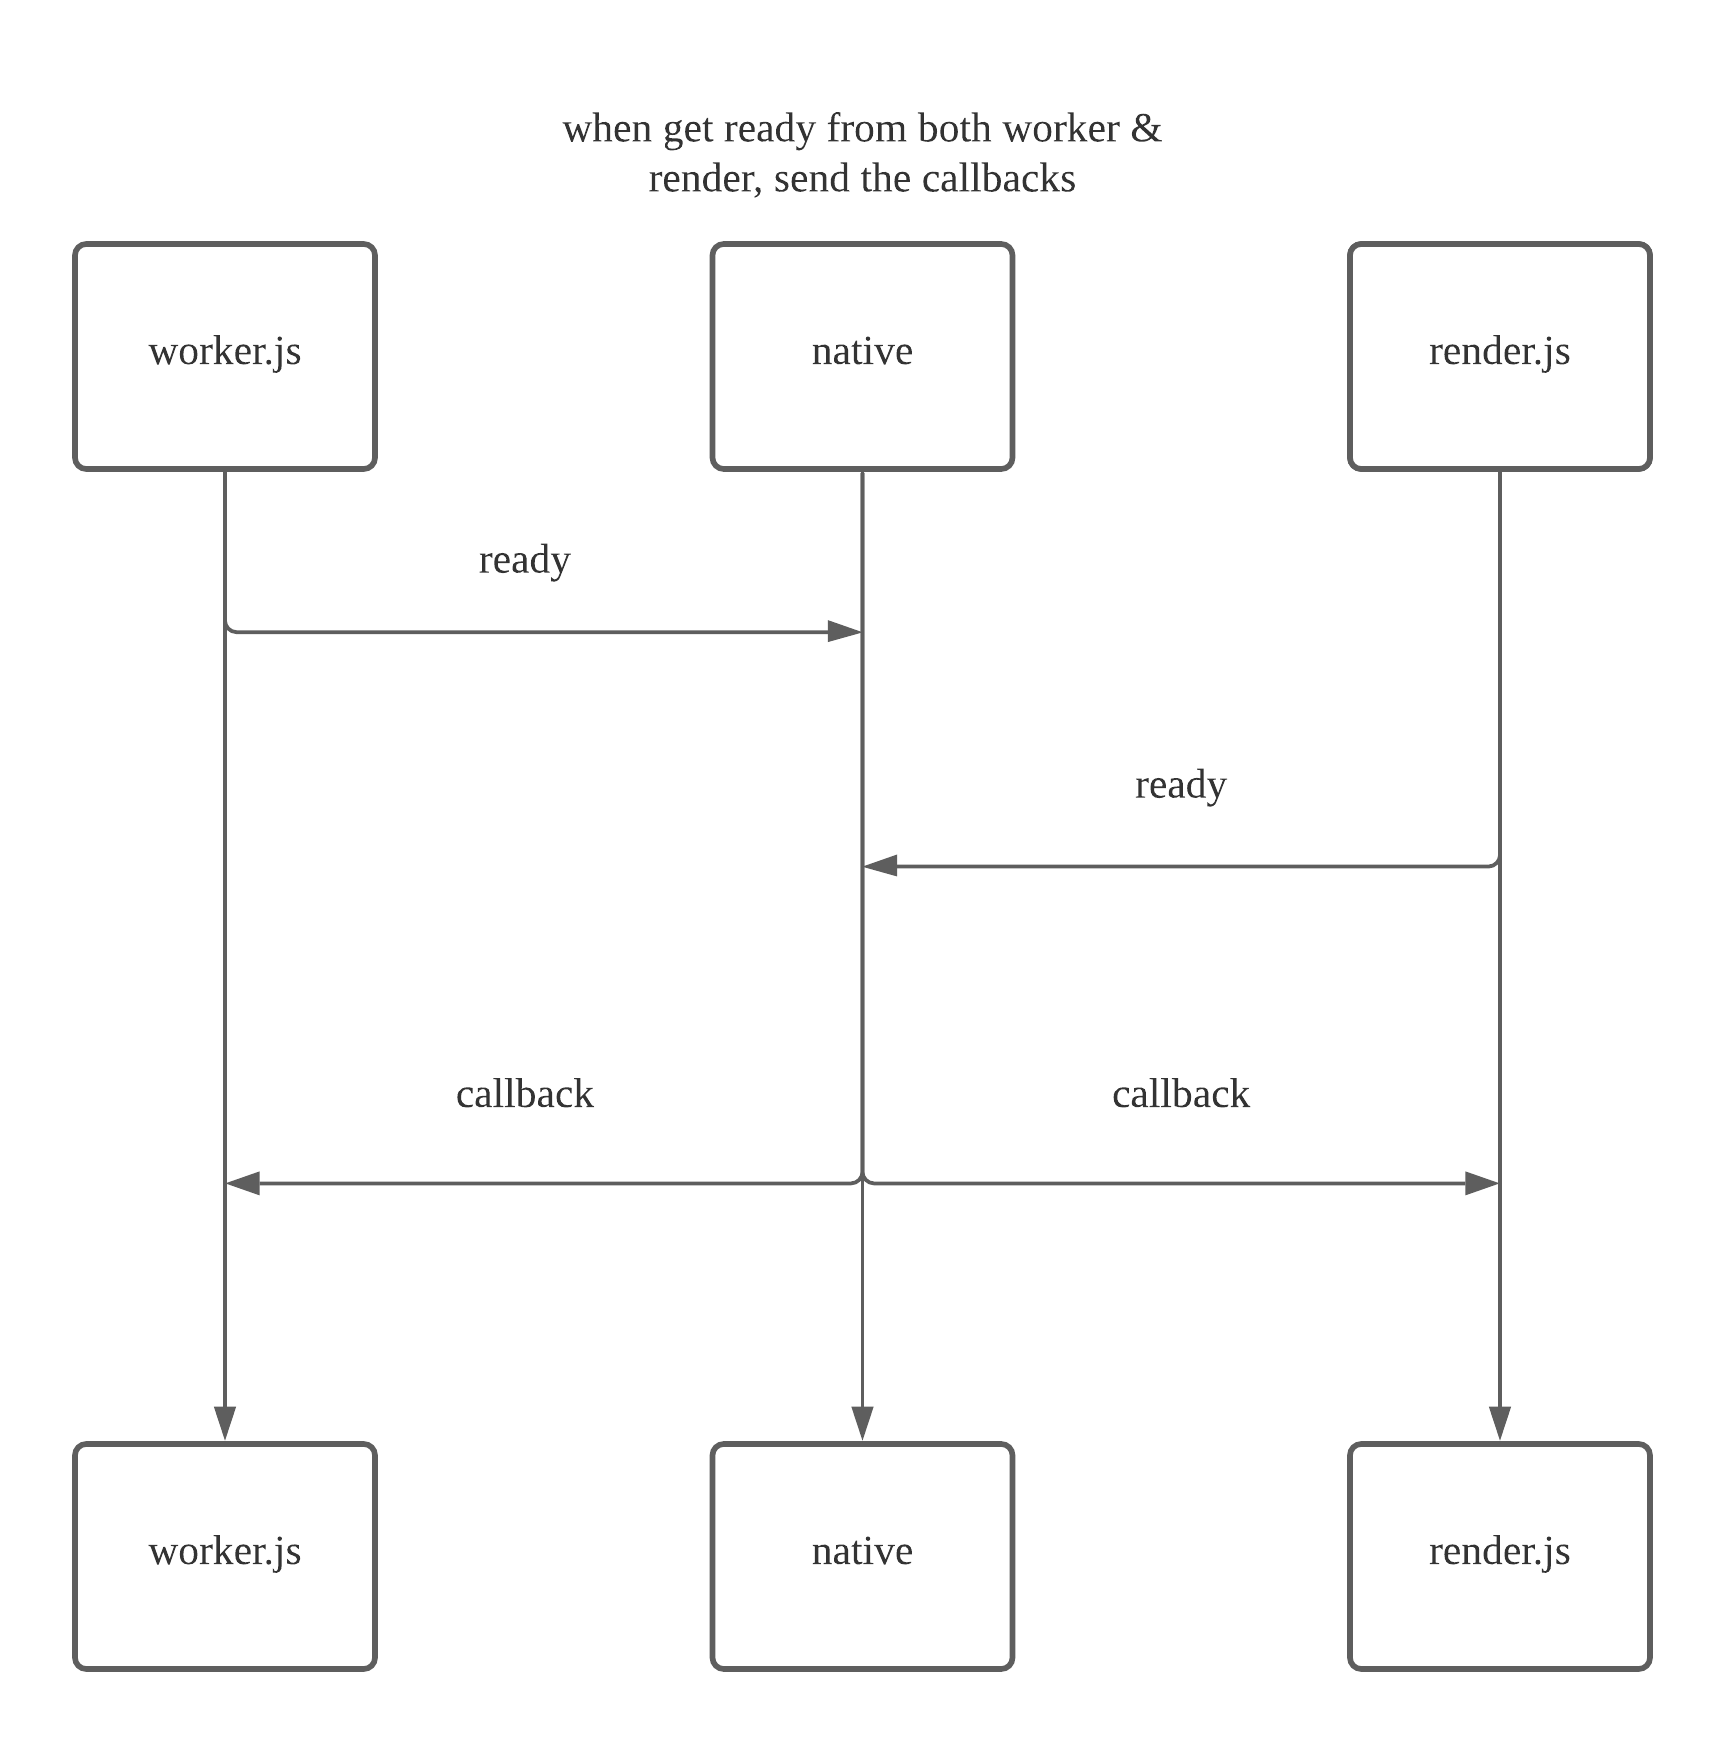 when get ready from both worker &
render, send the callbacks
worker.js
native
render.js
ready
ready
callback
callback
worker.js
native
render.js